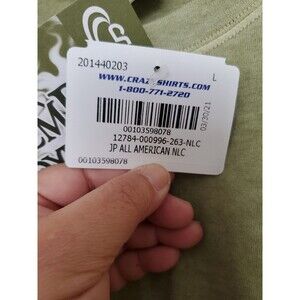 201440203 L
WWW.CRAZYSHIRTS.COM
1-800-771-2720
03/30/21
00103598078
12784-000996-263-NLC
JP ALL AMERICAN NLC
00103598078